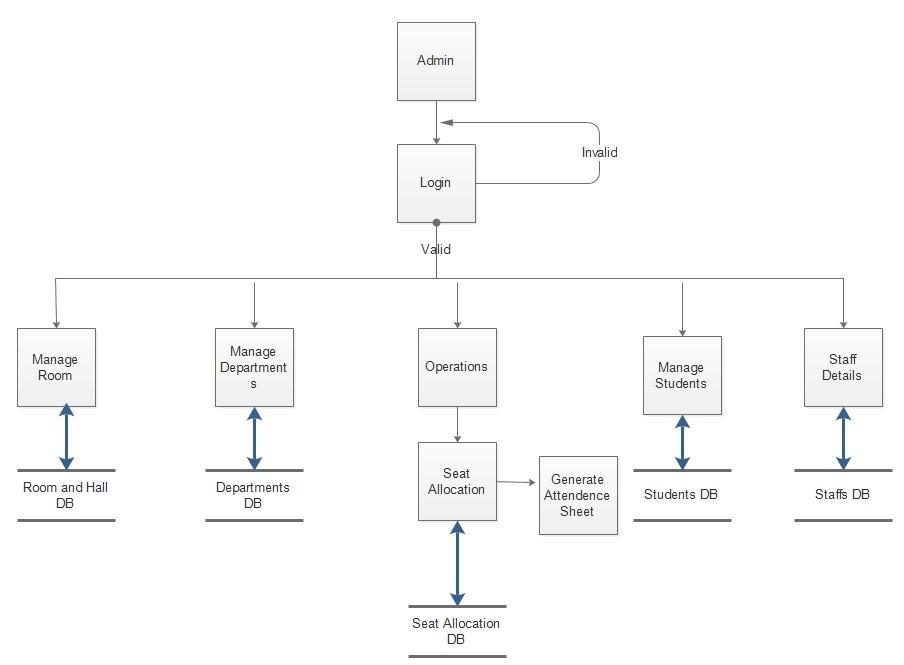 Admin
Invalid
Login
Valid
Manage
Room
Manage
Department
s
Operations
Manage
Students
Staff
Details
Seat
Allocation
Generate
Attendence
Sheet
Room and Hall
DB
Departments
DB
Students DB
Staffs DB
Seat Allocation
DB